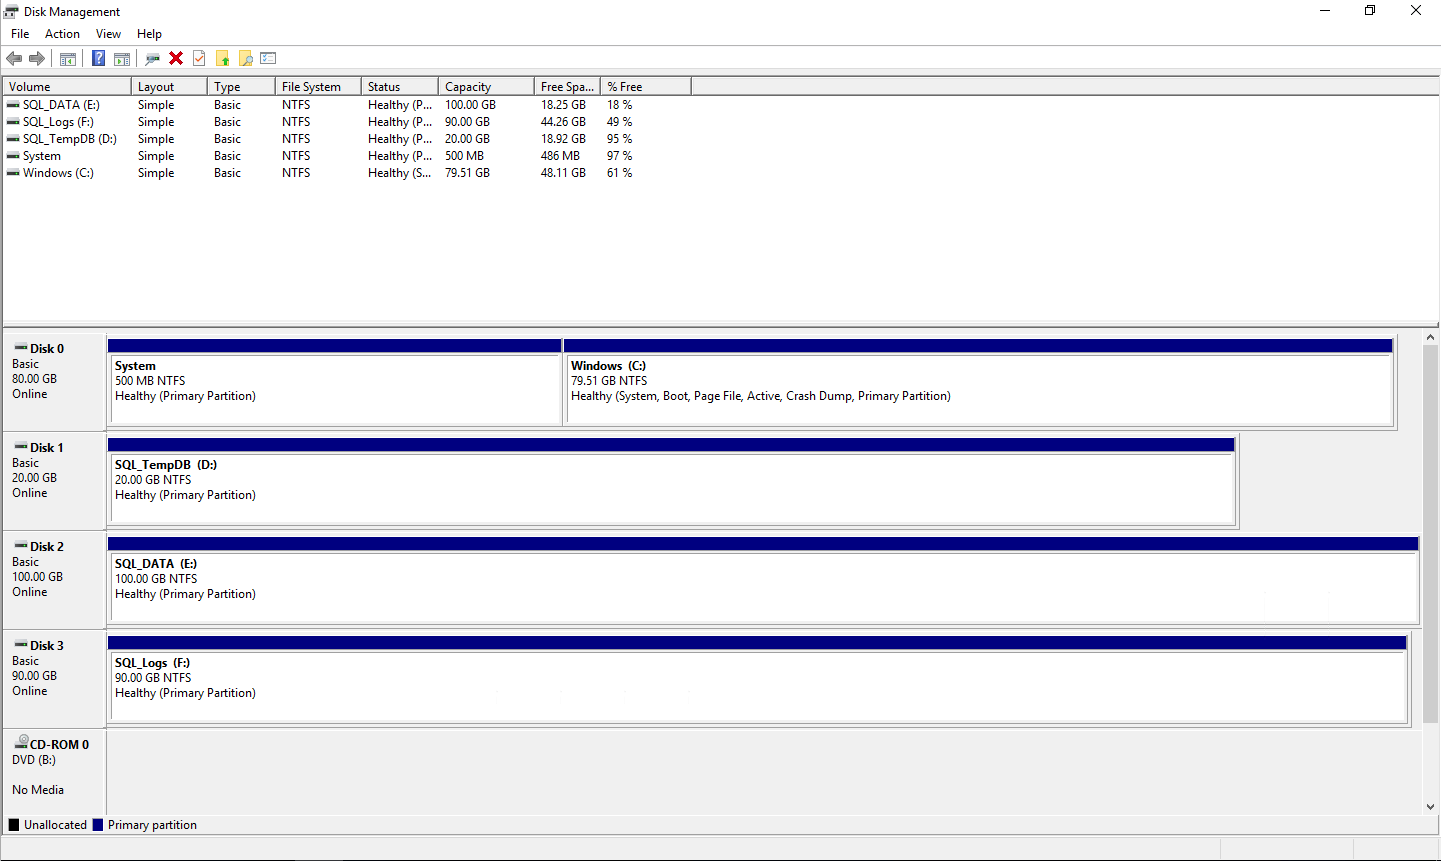 Disk Management
File Action View Help
Volume Layout Type File System Status Capacity Free Spa... % Free
SQL_DATA (E:) Simple Basic NTFS Healthy (P... 100.00 GB 18.25 GB 18 %
SQL_Logs (F:) Simple Basic NTFS Healthy (P... 90.00 GB 44.26 GB 49 %
SQL_TempDB (D:) Simple Basic NTFS Healthy (P... 20.00 GB 18.92 GB 95 %
System Simple Basic NTFS Healthy (P... 500 MB 486 MB 97 %
Windows (C:) Simple Basic NTFS Healthy (S... 79.51 GB 48.11 GB 61 %
Disk 0
Basic
80.00 GB
Online
System
500 MB NTFS
Healthy (Primary Partition)
Windows (C:)
79.51 GB NTFS
Healthy (System, Boot, Page File, Active, Crash Dump, Primary Partition)
Disk 1
Basic
20.00 GB
Online
SQL_TempDB (D:)
20.00 GB NTFS
Healthy (Primary Partition)
Disk 2
Basic
100.00 GB
Online
SQL_DATA (E:)
100.00 GB NTFS
Healthy (Primary Partition)
Disk 3
Basic
90.00 GB
Online
SQL_Logs (F:)
90.00 GB NTFS
Healthy (Primary Partition)
CD-ROM 0
DVD (B:)
No Media
Unallocated Primary partition